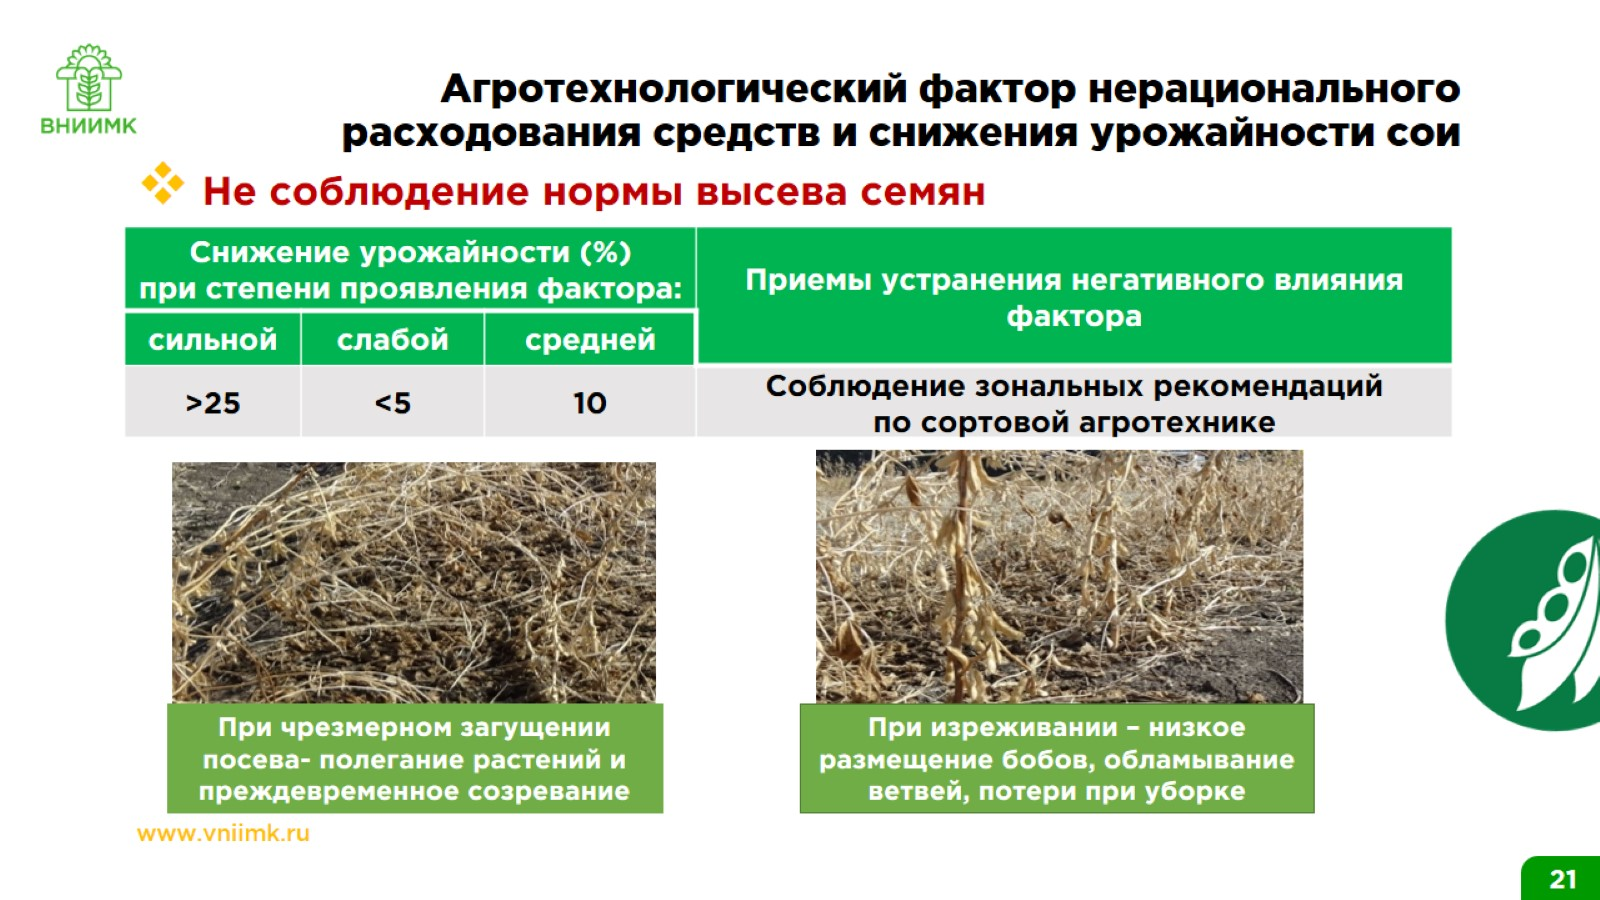 ВНИИМК
Агротехнологический фактор нерационального
расходования средств и снижения урожайности сои
Не соблюдение нормы высева семян
Снижение урожайности (%)
при степени проявления фактора:
Приемы устранения негативного влияния
фактора
сильной
слабой
средней
>25
<5
10
Соблюдение зональных рекомендаций
по сортовой агротехнике
При чрезмерном загущении
посева- полегание растений и
преждевременное созревание
При изреживании – низкое
размещение бобов, обламывание
ветвей, потери при уборке
www.vniimk.ru
21